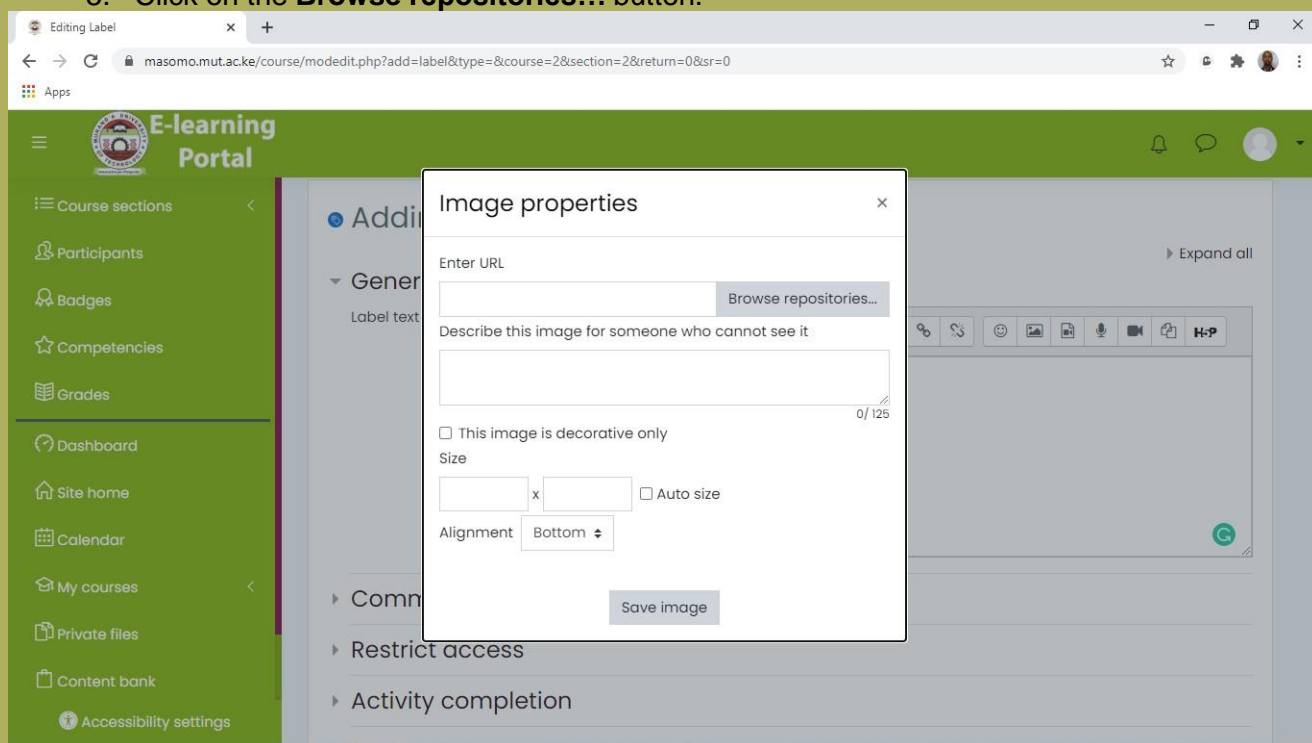 Click on the Browse repositories... button.
Editing Label
masomo.mut.ac.ke/course/modedit.php?add=label&type=&course=2&section=2&return=0&sr=0
Apps
E-learning
Portal
Course sections
Participants
Badges
Competencies
Grades
Dashboard
Site home
Calendar
My courses
Private files
Content bank
Accessibility settings
Addi
Expand all
Gener
Label text
H-P
Image properties
Enter URL
Browse repositories...
Describe this image for someone who cannot see it
0/125
This image is decorative only
Size
x
Auto size
Alignment Bottom
Save image
Comm
Restrict access
Activity completion